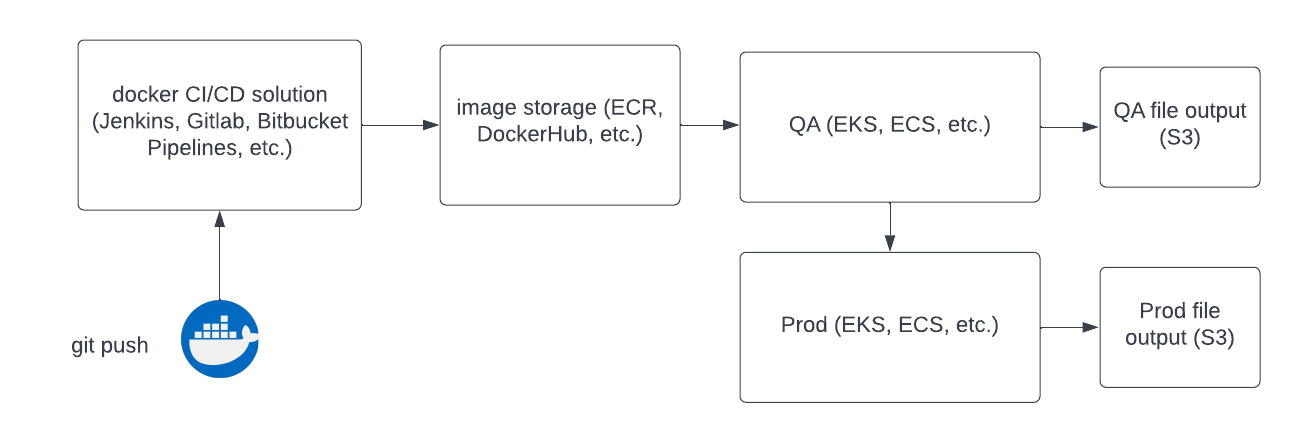 docker CI/CD solution
(Jenkins, Gitlab, Bitbucket
Pipelines, etc.)
image storage (ECR,
DockerHub, etc.)
QA (EKS, ECS, etc.)
QA file output
(S3)
Prod (EKS, ECS, etc.)
Prod file
output (S3)
git push